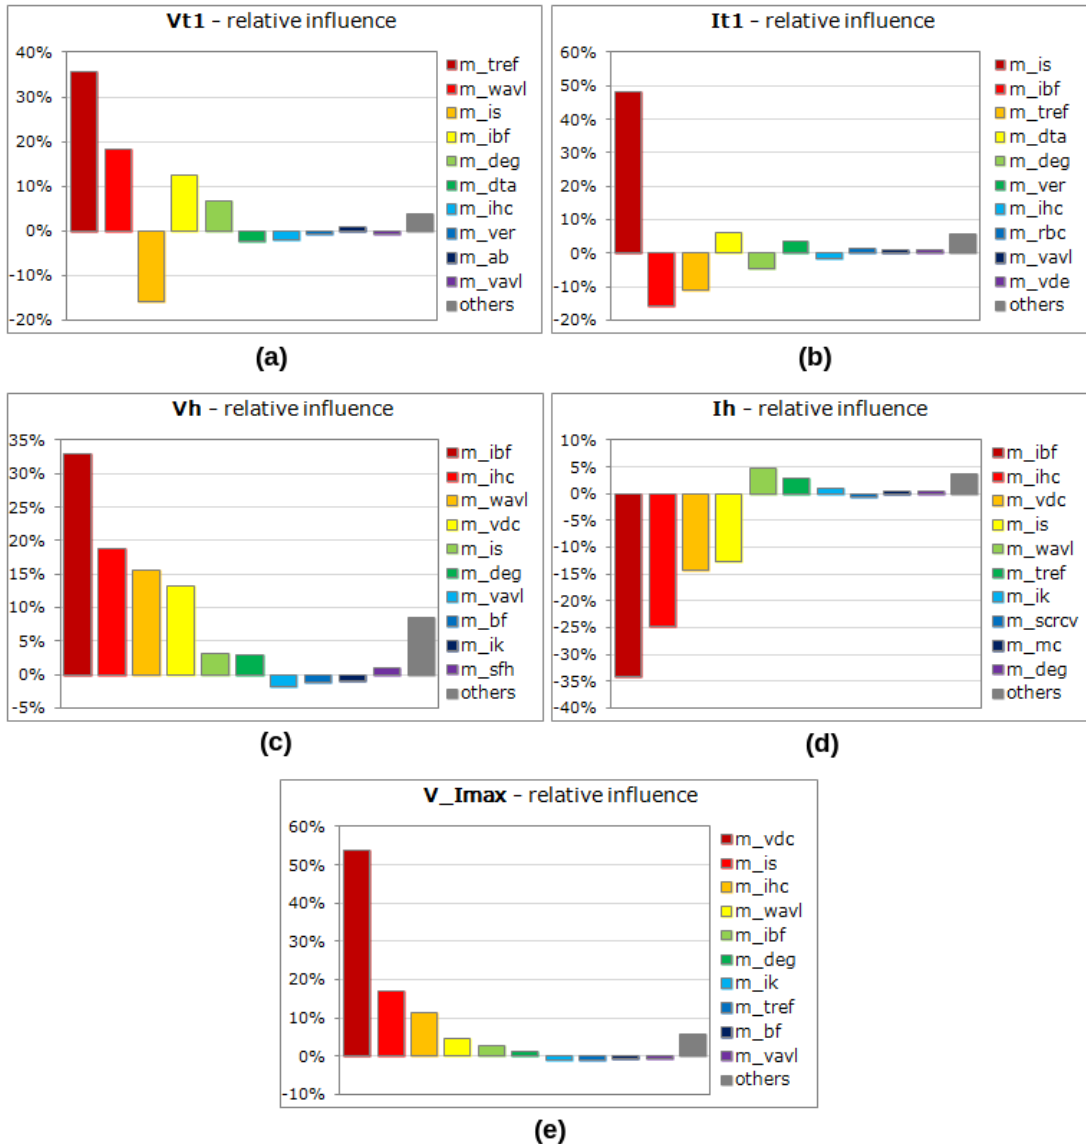 Vt1 – relative influence
40%
30%
20%
10%
0%
-10%
-20%
m_tref
m_wavl
m_is
m_ibf
m_deg
m_dta
m_ihc
m_ver
m_ab
m_vavl
others
(a)
It1 – relative influence
60%
50%
40%
30%
20%
10%
0%
-10%
-20%
m_is
m_ibf
m_tref
m_dta
m_deg
m_ver
m_ihc
m_rbc
m_vavl
m_vde
others
(b)
Vh – relative influence
35%
30%
25%
20%
15%
10%
5%
0%
-5%
m_ibf
m_ihc
m_wavl
m_vdc
m_is
m_deg
m_vavl
m_bf
m_ik
m_sfh
others
(c)
Ih – relative influence
10%
5%
0%
-5%
-10%
-15%
-20%
-25%
-30%
-35%
-40%
m_ibf
m_ihc
m_vdc
m_is
m_wavl
m_tref
m_ik
m_scrcv
m_mc
m_deg
others
(d)
V_Imax – relative influence
60%
50%
40%
30%
20%
10%
0%
-10%
m_vdc
m_is
m_ihc
m_wavl
m_ibf
m_deg
m_ik
m_tref
m_bf
m_vavl
others
(e)